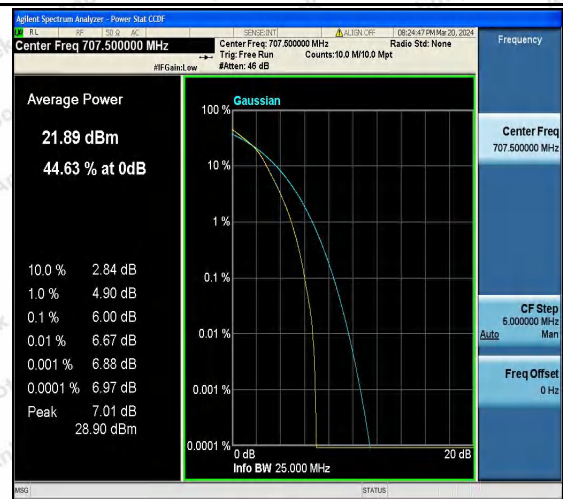 Agilent Spectrum Analyzer - Power Stat CCDF
RL RF 50 Ω AC SENSE:INT ALIGN OFF 08:24:47 PM Mar 20, 2024
Center Freq 707.500000 MHz
Center Freq: 707.500000 MHz Radio Std: None
Trig: Free Run Counts:10.0 M/10.0 Mpt
#IFGain:Low #Atten: 46 dB
Frequency
Average Power
21.89 dBm
44.63 % at 0dB
10.0 % 2.84 dB
1.0 % 4.90 dB
0.1 % 6.00 dB
0.01 % 6.67 dB
0.001 % 6.88 dB
0.0001 % 6.97 dB
Peak 7.01 dB
28.90 dBm
Gaussian
100 %
10 %
1 %
0.1 %
0.01 %
0.001 %
0.0001 %
0 dB 20 dB
Info BW 25.000 MHz
Center Freq
707.500000 MHz
CF Step
5.000000 MHz
Auto Man
Freq Offset
0 Hz
MSG STATUS